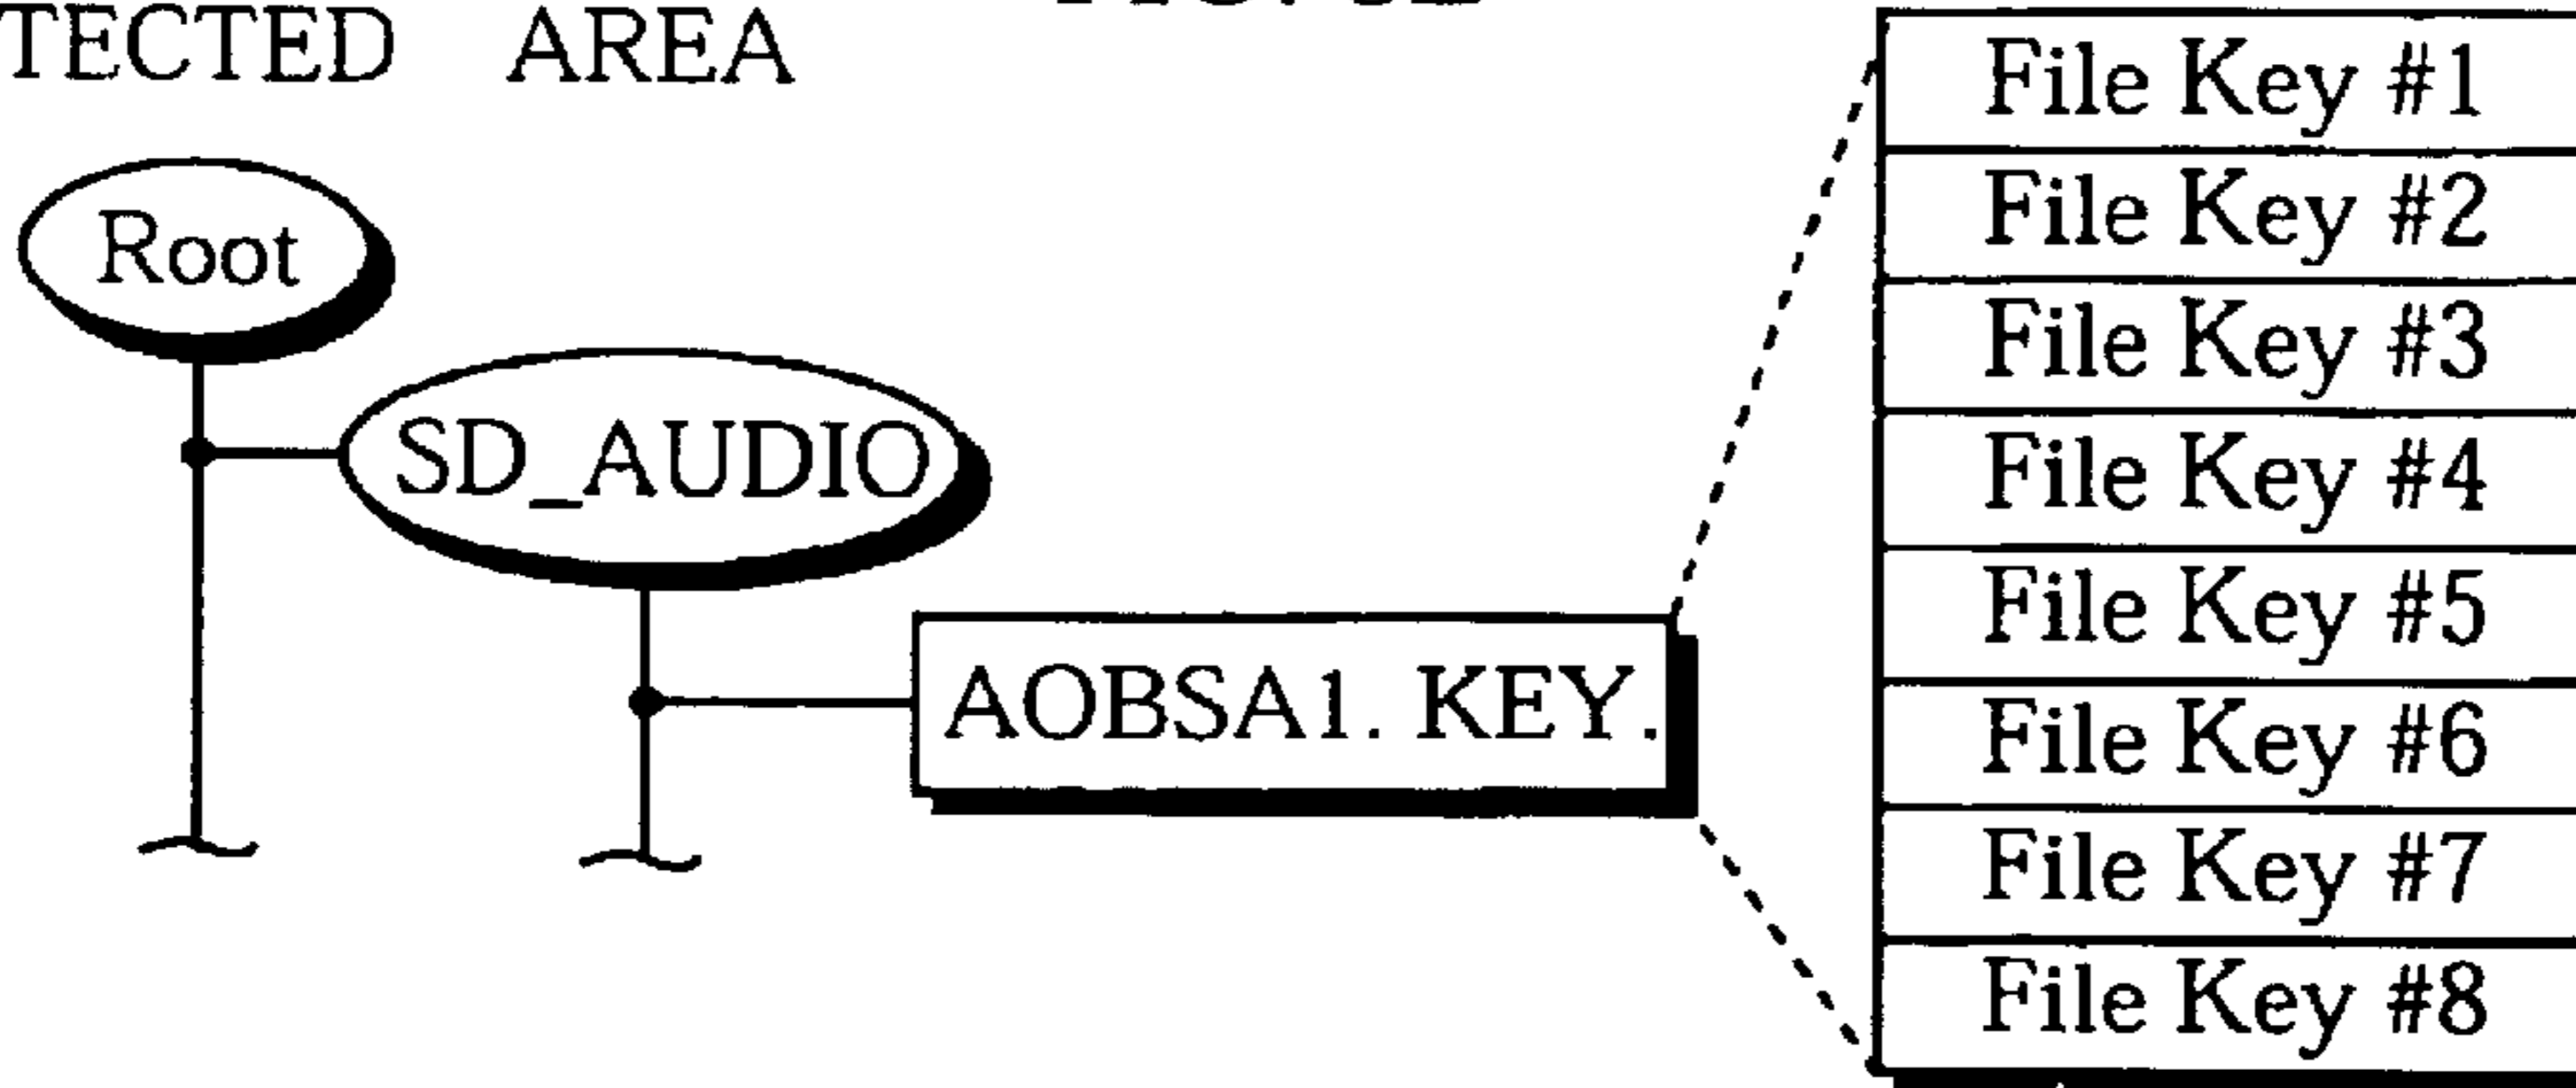 TECTED AREA
Root
SD_AUDIO
AOBSA1. KEY.
File Key #1
File Key #2
File Key #3
File Key #4
File Key #5
File Key #6
File Key #7
File Key #8